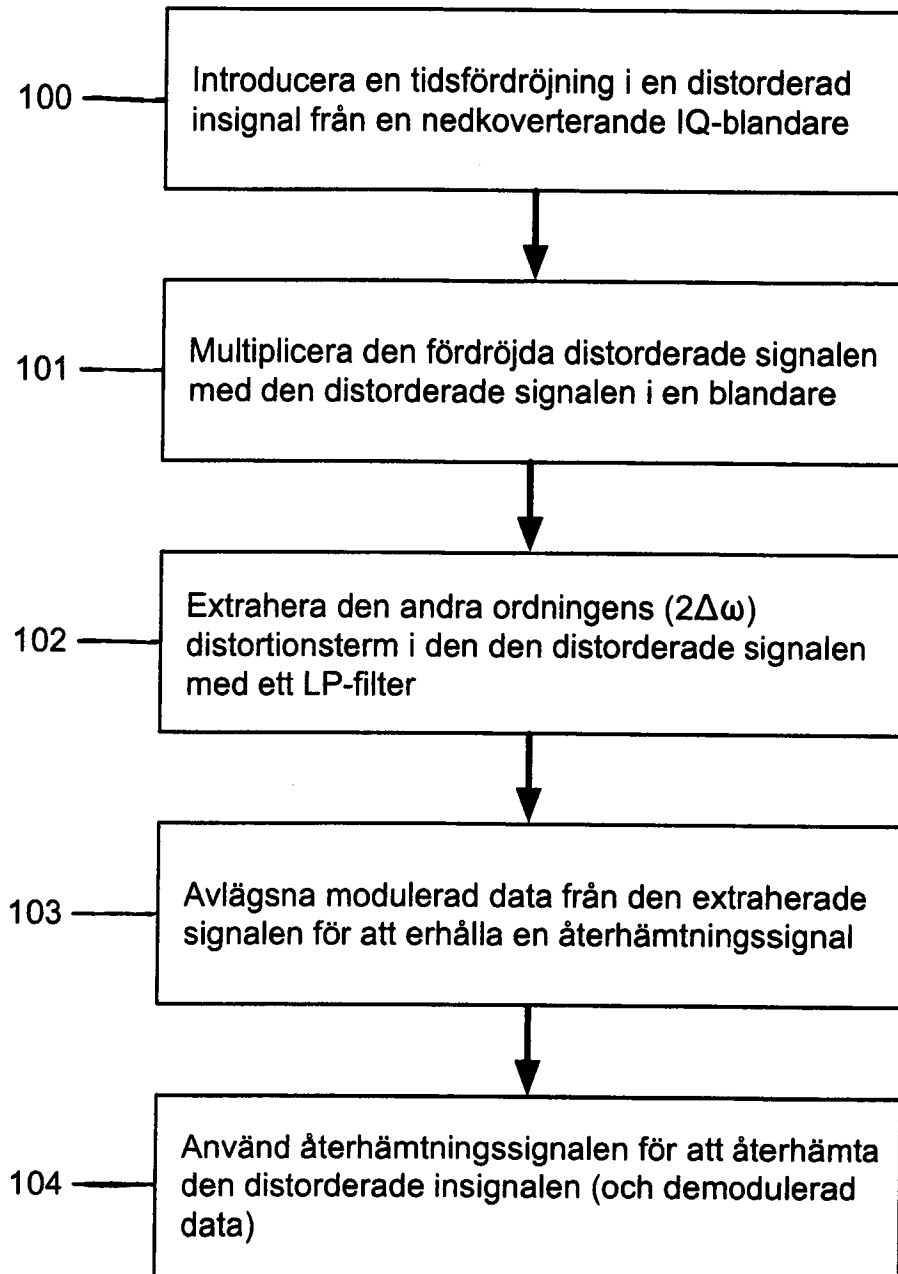 100
Introducera en tidsfördröjning i en distorderad
insignal från en nedkoverterande IQ-blandare
101
Multiplicera den fördröjda distorderade signalen
med den distorderade signalen i en blandare
102
Extrahera den andra ordningens (2Δω)
distortionsterm i den den distorderade signalen
med ett LP-filter
103
Avlägsna modulerad data från den extraherade
signalen för att erhålla en återhämtningssignal
104
Använd återhämtningssignalen för att återhämta
den distorderade insignalen (och demodulerad
data)